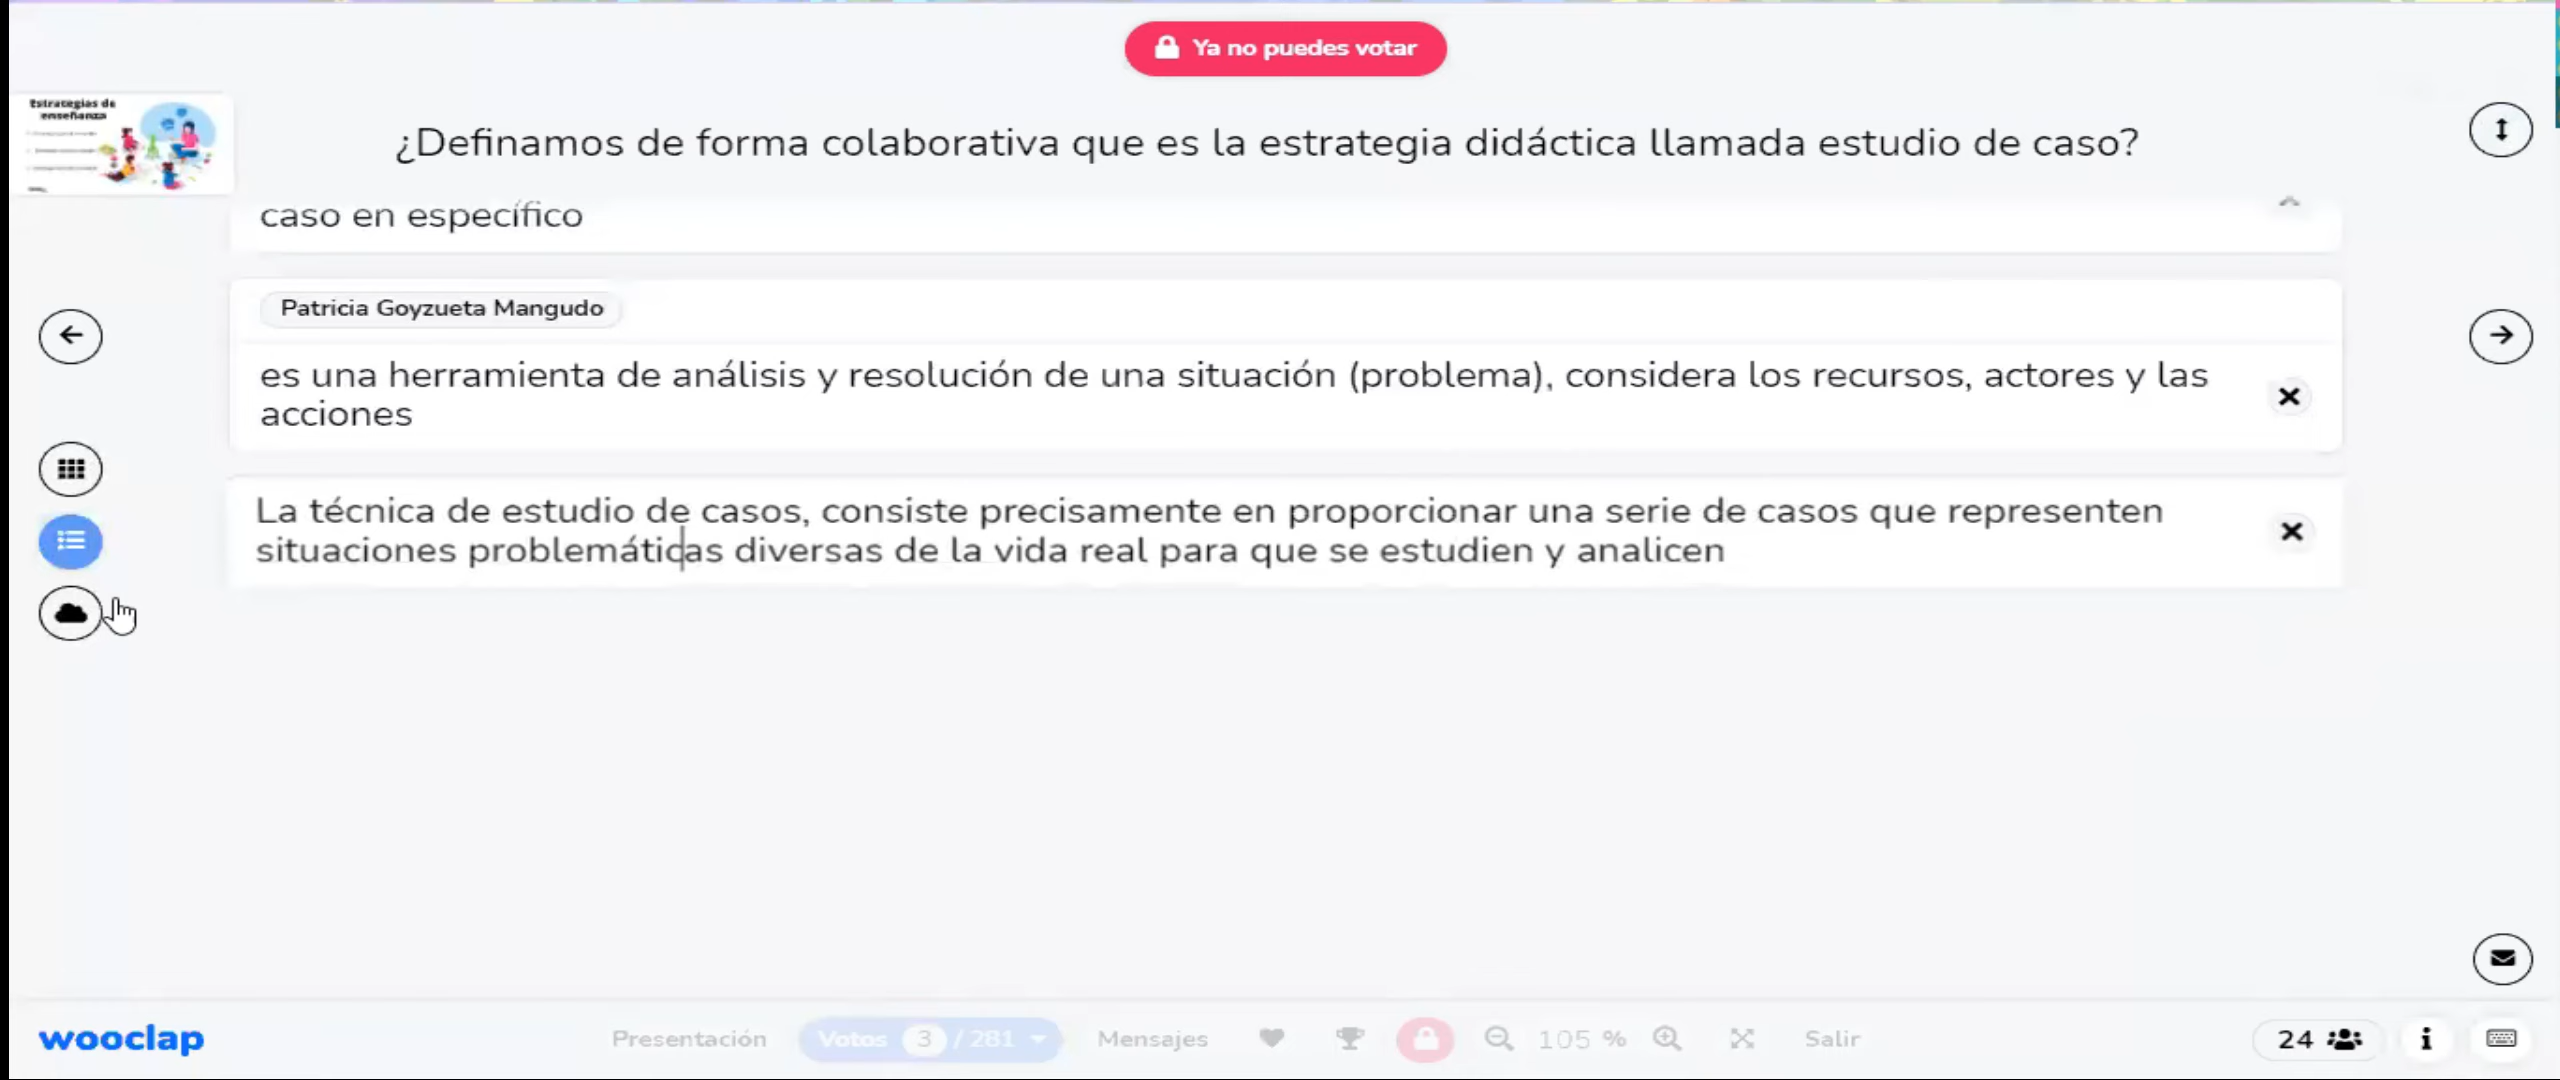 Ya no puedes votar
Estrategias de
enseñanza
¿Definamos de forma colaborativa que es la estrategia didáctica llamada estudio de caso?
caso en específico
Patricia Goyzueta Mangudo
es una herramienta de análisis y resolución de una situación (problema), considera los recursos, actores y las
acciones
La técnica de estudio de casos, consiste precisamente en proporcionar una serie de casos que representen
situaciones problemáticas diversas de la vida real para que se estudien y analicen
wooclap
Presentación
Votos 3 / 281
Mensajes
105 %
Salir
24